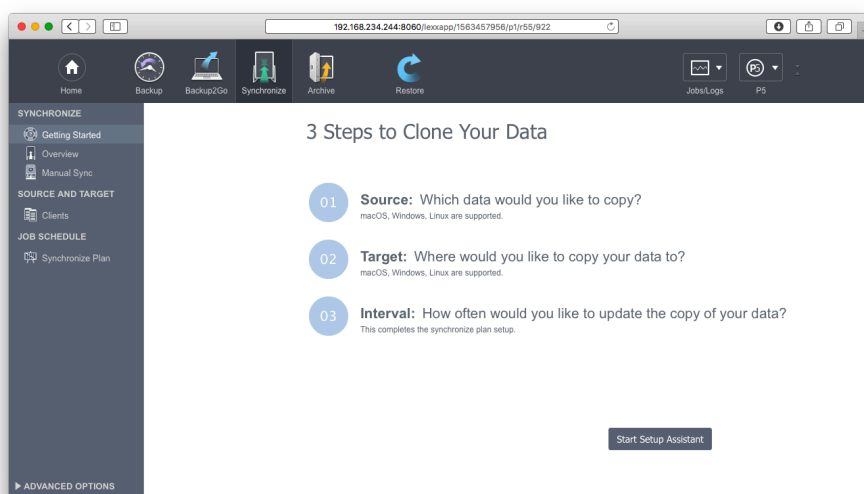 192.168.234.244:8060/lexxapp/1563457956/p1/r55/922
Home
Backup
Backup2Go
Synchronize
Archive
Restore
Jobs/Logs
P5
P5
SYNCHRONIZE
Getting Started
Overview
Manual Sync
SOURCE AND TARGET
Clients
JOB SCHEDULE
Synchronize Plan
ADVANCED OPTIONS
3 Steps to Clone Your Data
01
Source: Which data would you like to copy?
macOS, Windows, Linux are supported.
02
Target: Where would you like to copy your data to?
macOS, Windows, Linux are supported.
03
Interval: How often would you like to update the copy of your data?
This completes the synchronize plan setup.
Start Setup Assistant